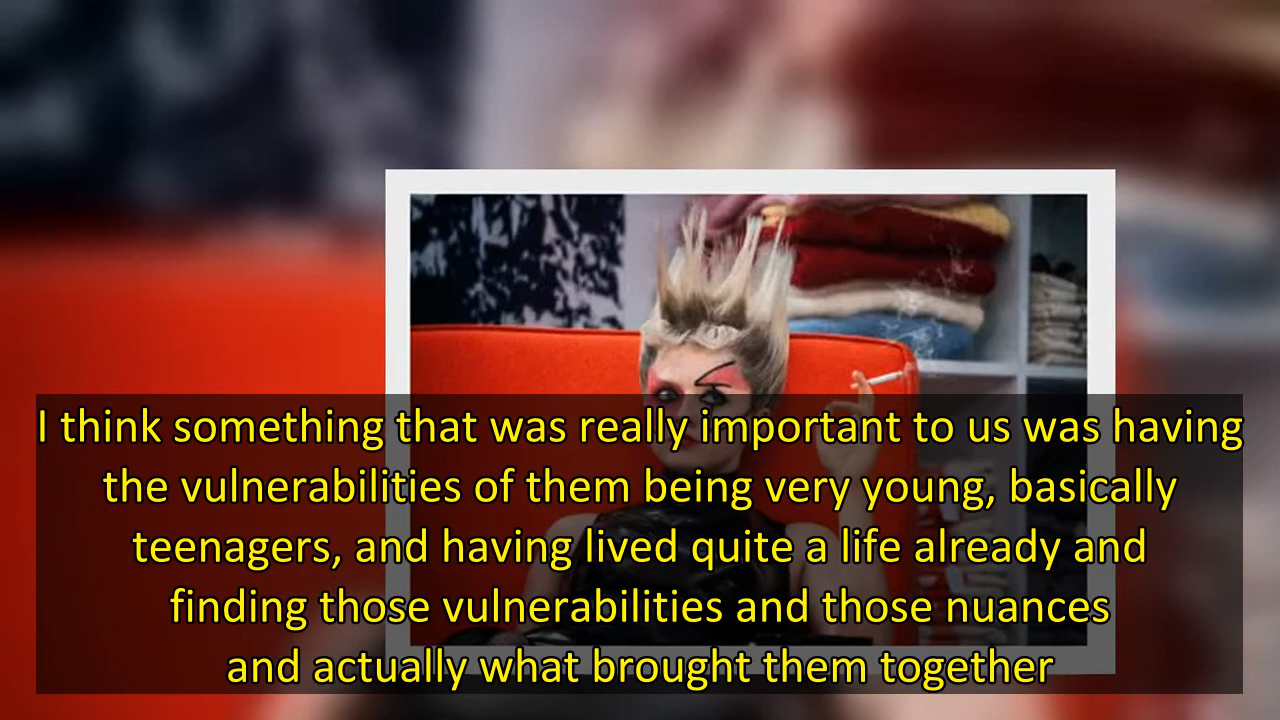 I think something that was really important to us was having
the vulnerabilities of them being very young, basically
teenagers, and having lived quite a life already and
finding those vulnerabilities and those nuances
and actually what brought them together